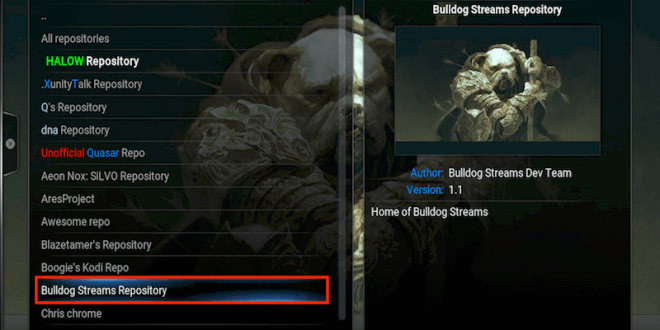 ..
All repositories
HALOW Repository
.XunityTalk Repository
Q's Repository
dna Repository
Unofficial Quasar Repo
Aeon Nox: SiLVO Repository
AresProject
Awesome repo
Blazetamer's Repository
Boogie's Kodi Repo
Bulldog Streams Repository
Chris chrome
Bulldog Streams Repository
Author: Bulldog Streams Dev Team
Version: 1.1
Home of Bulldog Streams